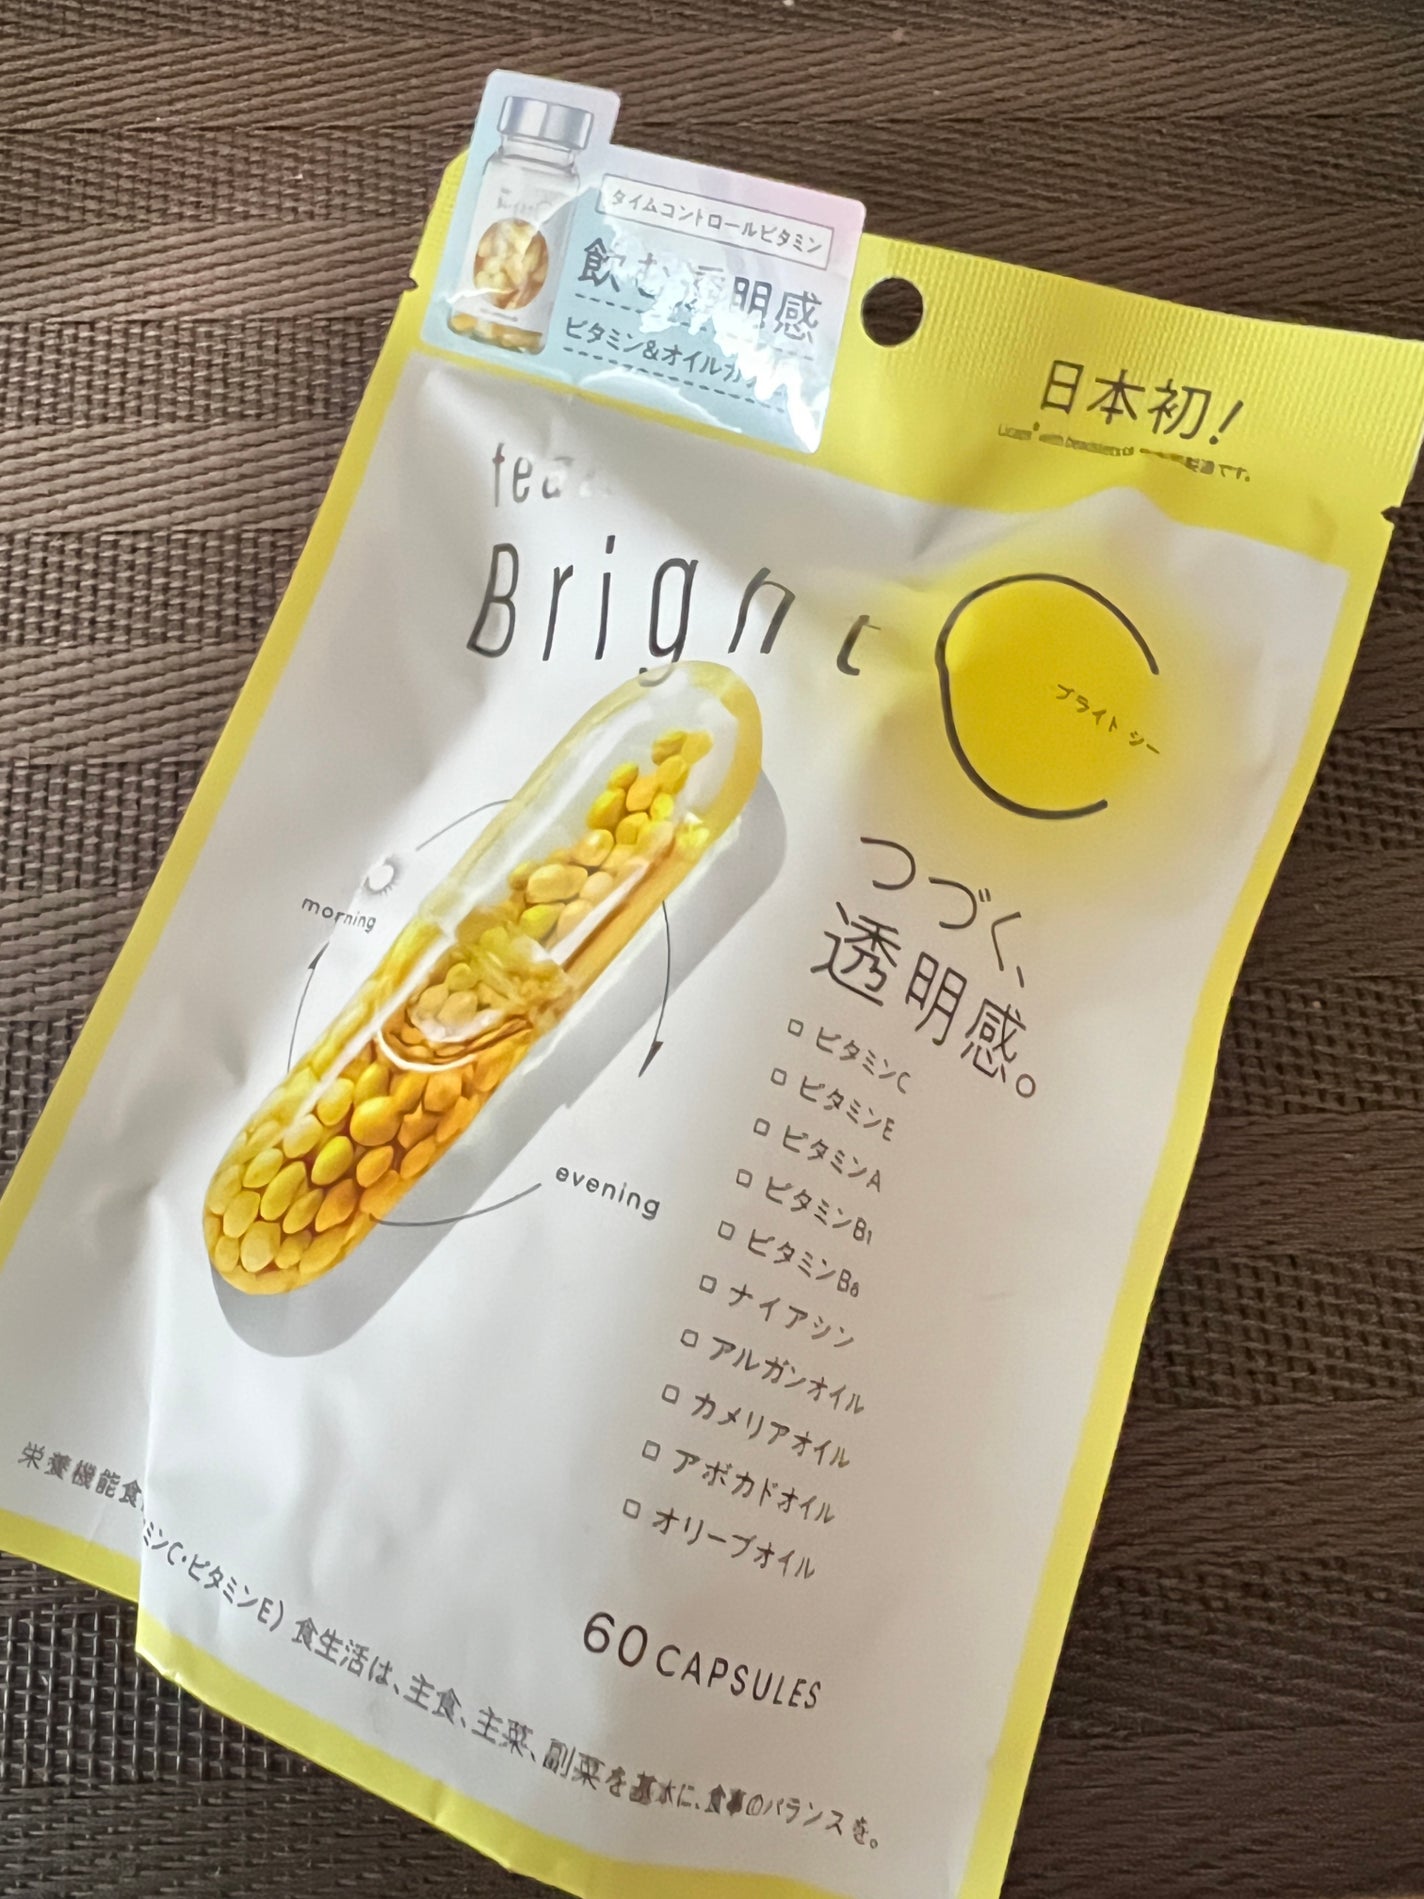 タイムコントロールビタミン
飲む透明感
ビタミン&オイルカプ
日本初!
Bright C
ブライト シー
つづく、
透明感。
morning
evening
ビタミンC
ビタミンE
ビタミンA
ビタミンB1
ビタミンB6
ナイアシン
アルガンオイル
カメリアオイル
アボカドオイル
オリーブオイル
60 CAPSULES
栄養機能食
ミンC・ビタミンE) 食生活は、主食、主菜、副菜を基本に、食事のバランスを。